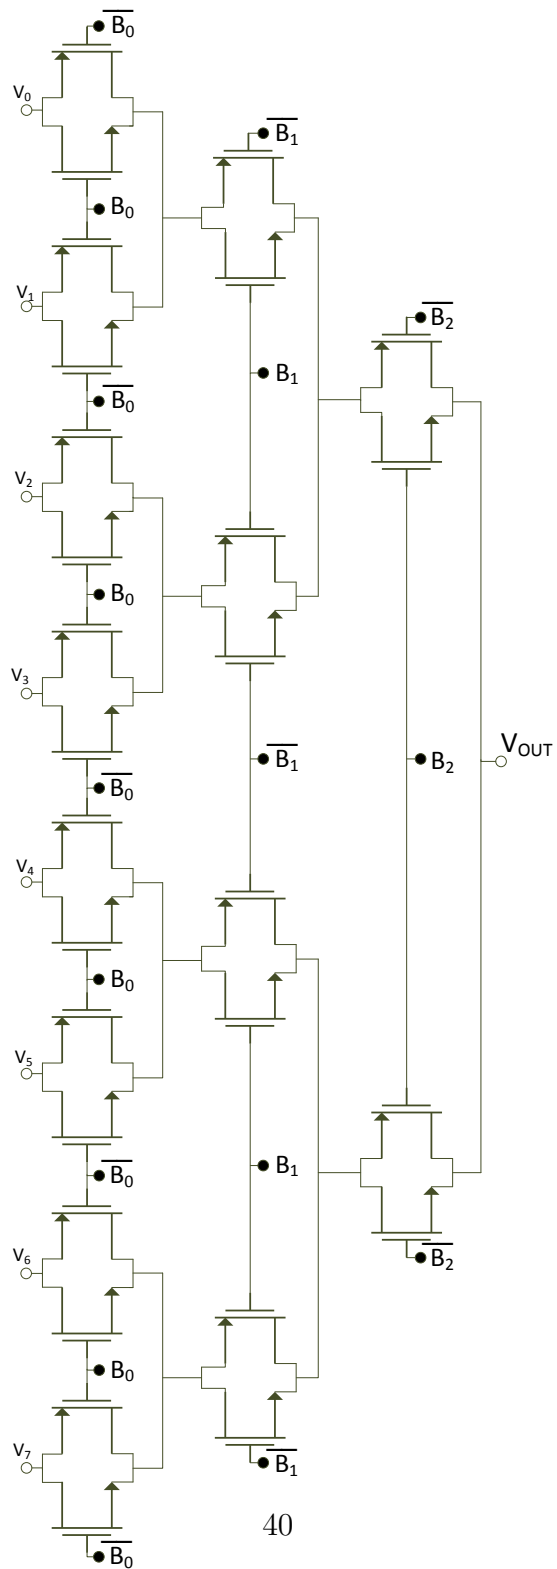 B̅₀
V₀
B̅₁
B₀
V₁
B̅₂
B₁
B̅₀
V₂
B₀
V₃
V_OUT
B̅₁
B₂
B̅₀
V₄
B₀
V₅
B₁
B̅₀
B̅₂
V₆
B₀
V₇
B̅₁
40
B̅₀